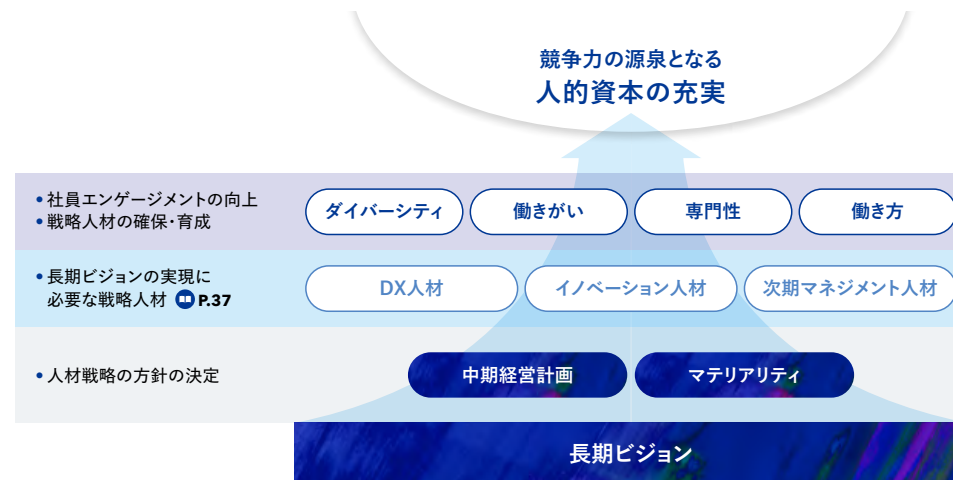 競争力の源泉となる
人的資本の充実
•社員エンゲージメントの向上
•戦略人材の確保・育成
ダイバーシティ
働きがい
専門性
働き方
•長期ビジョンの実現に
必要な戦略人材 P.37
DX人材
イノベーション人材
次期マネジメント人材
•人材戦略の方針の決定
中期経営計画
マテリアリティ
長期ビジョン